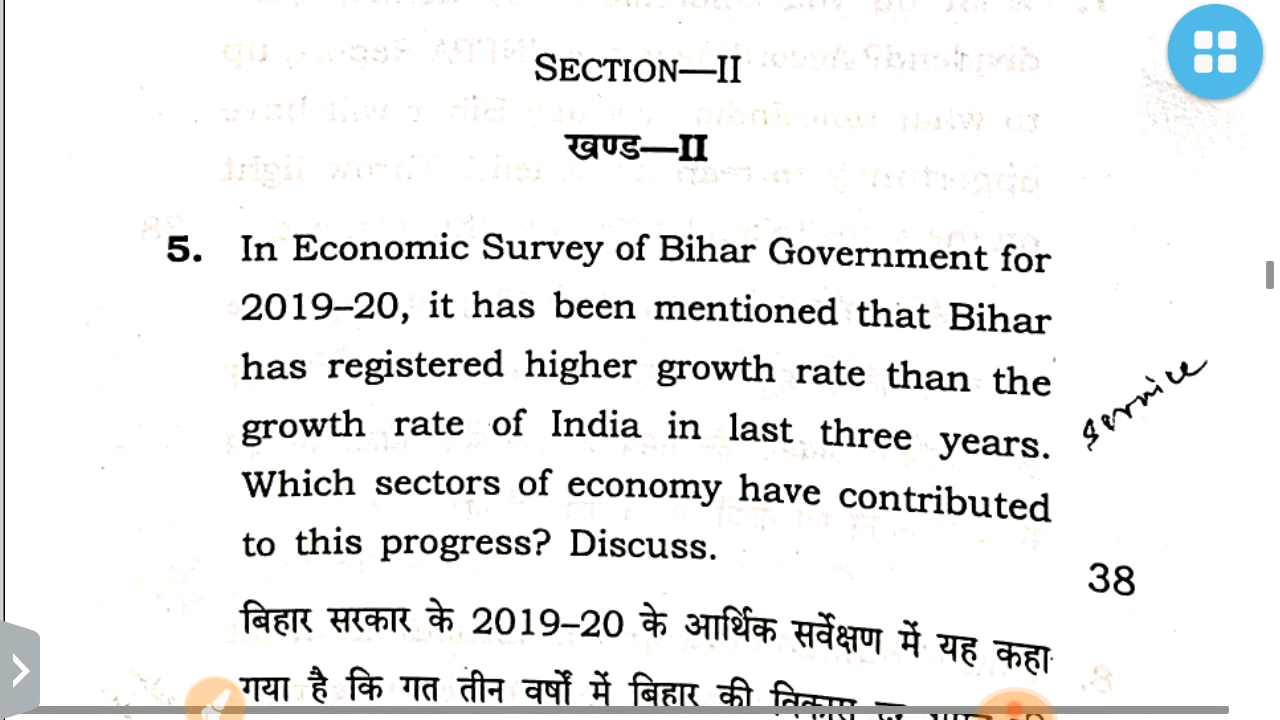 SECTION—II
खण्ड—II
5. In Economic Survey of Bihar Government for
2019–20, it has been mentioned that Bihar
has registered higher growth rate than the
growth rate of India in last three years.
Which sectors of economy have contributed
to this progress? Discuss.
38
service
बिहार सरकार के 2019–20 के आर्थिक सर्वेक्षण में यह कहा
गया है कि गत तीन वर्षों में बिहार की विकास